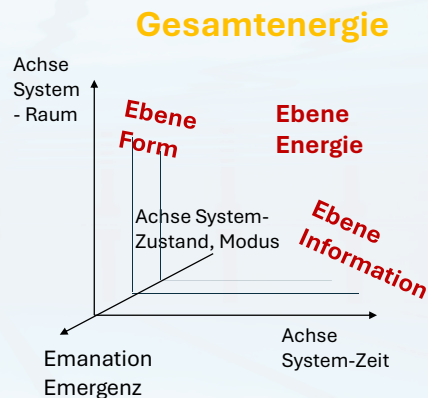 Gesamtenergie
Achse
System
- Raum
Ebene
Form
Ebene
Energie
Achse System-
Zustand, Modus
Ebene
Information
Achse
System-Zeit
Emanation
Emergenz